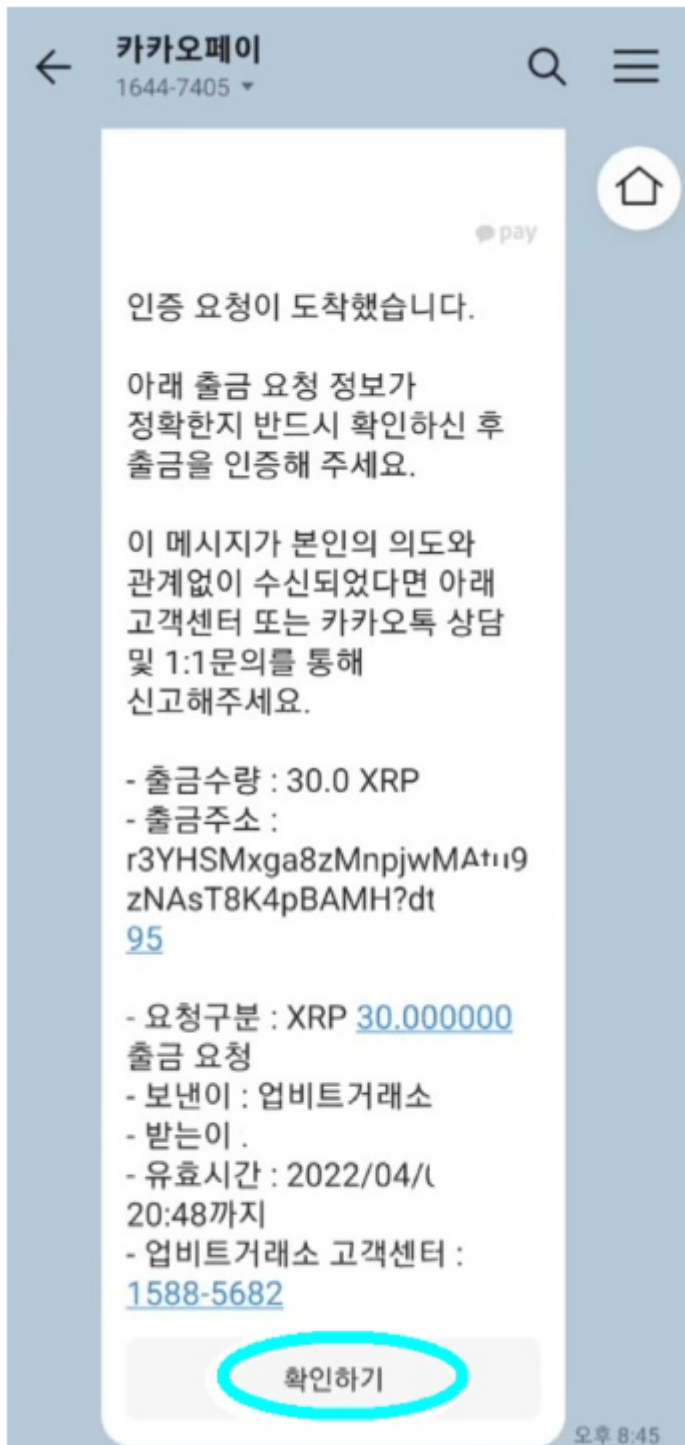 카카오페이
1644-7405
pay
인증 요청이 도착했습니다.
아래 출금 요청 정보가
정확한지 반드시 확인하신 후
출금을 인증해 주세요.
이 메시지가 본인의 의도와
관계없이 수신되었다면 아래
고객센터 또는 카카오톡 상담
및 1:1문의를 통해
신고해주세요.
- 출금수량 : 30.0 XRP
- 출금주소 :
zNAsT8K4pBAMH?dt
95
- 요청구분 : XRP 30.000000
출금 요청
- 보낸이 : 업비트거래소
- 받는이
- 유효시간 : 2022/04/
20:48까지
- 업비트거래소 고객센터 :
1588-5682
확인하기
오후 8:45